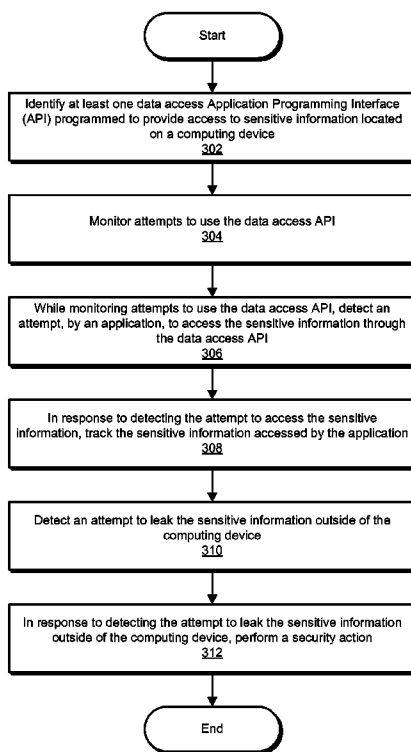 Start
Identify at least one data access Application Programming Interface
(API) programmed to provide access to sensitive information located
on a computing device
302
Monitor attempts to use the data access API
304
While monitoring attempts to use the data access API, detect an
attempt, by an application, to access the sensitive information through
the data access API
306
In response to detecting the attempt to access the sensitive
information, track the sensitive information accessed by the application
308
Detect an attempt to leak the sensitive information outside of the
computing device
310
In response to detecting the attempt to leak the sensitive information
outside of the computing device, perform a security action
312
End